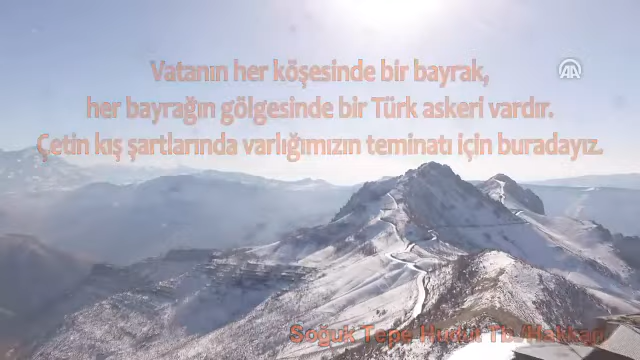 Vatanın her köşesinde bir bayrak,
her bayrağın gölgesinde bir Türk askeri vardır.
Çetin kış şartlarında varlığımızın teminatı için buradayız.
Soğuk Tepe Hudut Tb./Hakkari